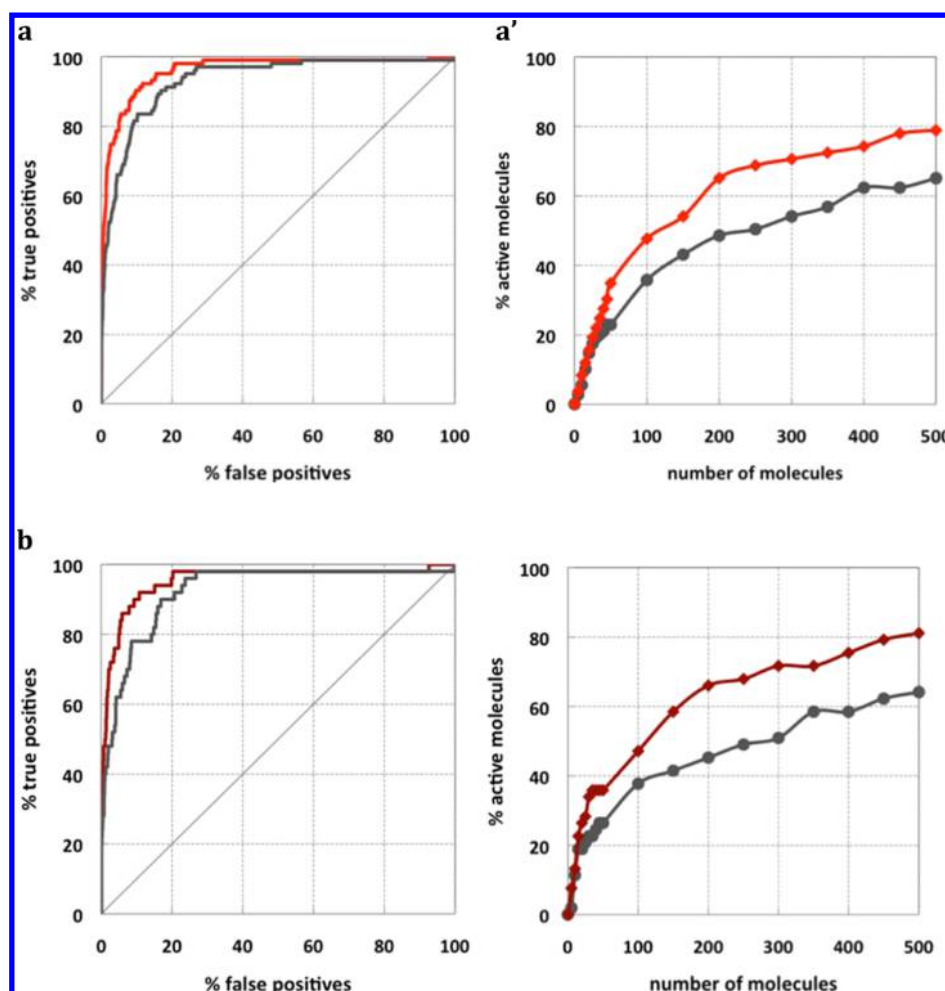 a
100
80
60
40
20
0
% true positives
0 20 40 60 80 100
% false positives
a’
100
80
60
40
20
0
% active molecules
0 100 200 300 400 500
number of molecules
b
100
80
60
40
20
0
% true positives
0 20 40 60 80 100
% false positives
100
80
60
40
20
0
% active molecules
0 100 200 300 400 500
number of molecules